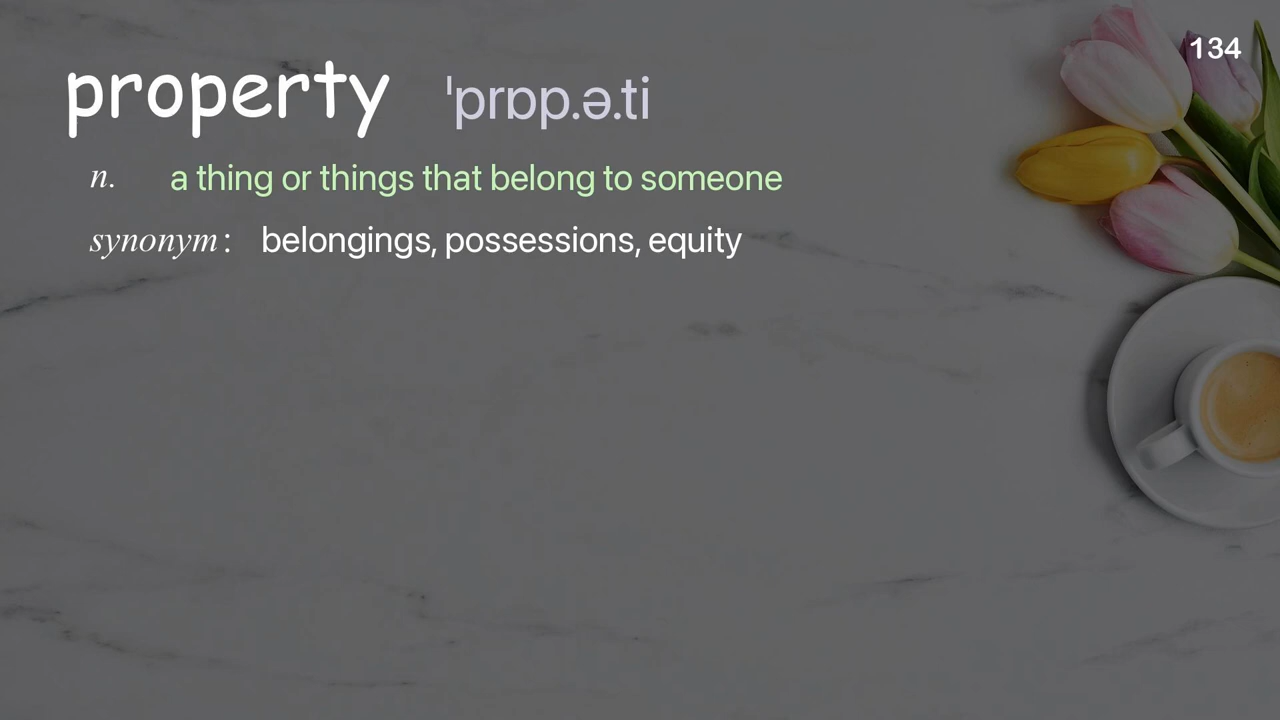 134
property ˈprɒp.ə.ti
n. a thing or things that belong to someone
synonym: belongings, possessions, equity